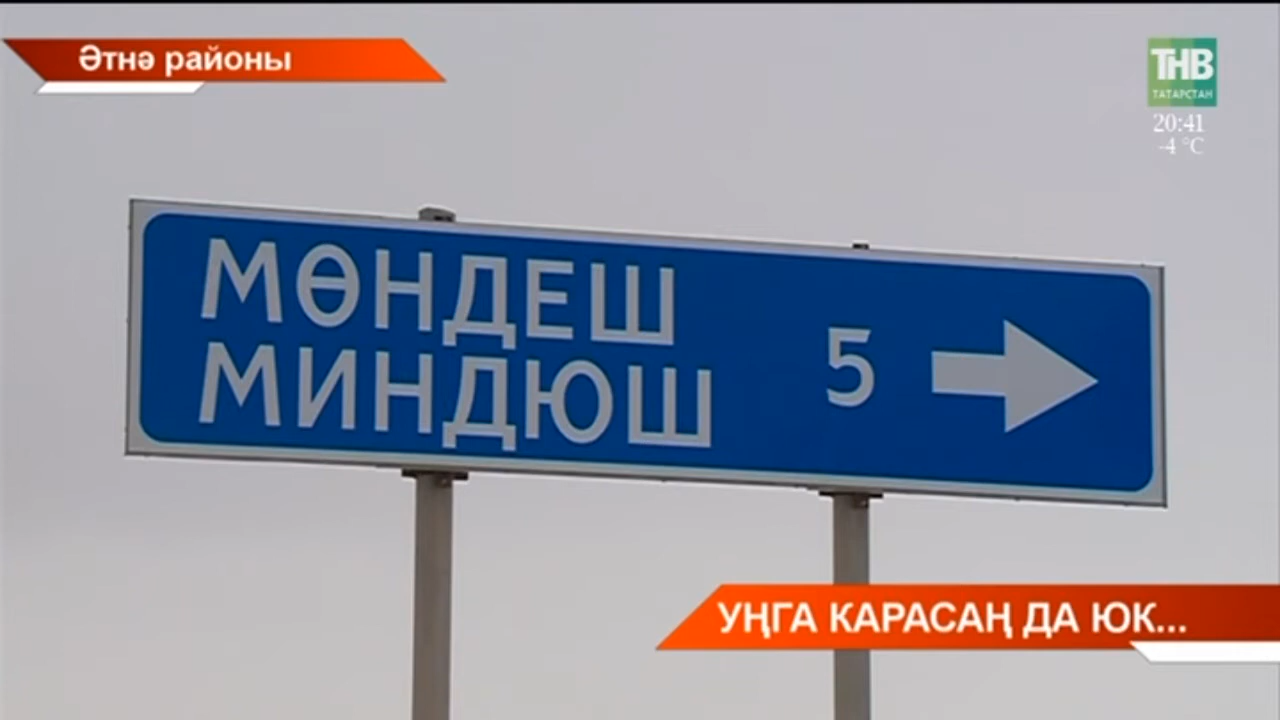 Әтнә районы
ТНВ
ТАТАРСТАН
20:41
-4 °C
МӨНДЕШ
МИНДЮШ
5
УҢГА КАРАСАҢ ДА ЮК...